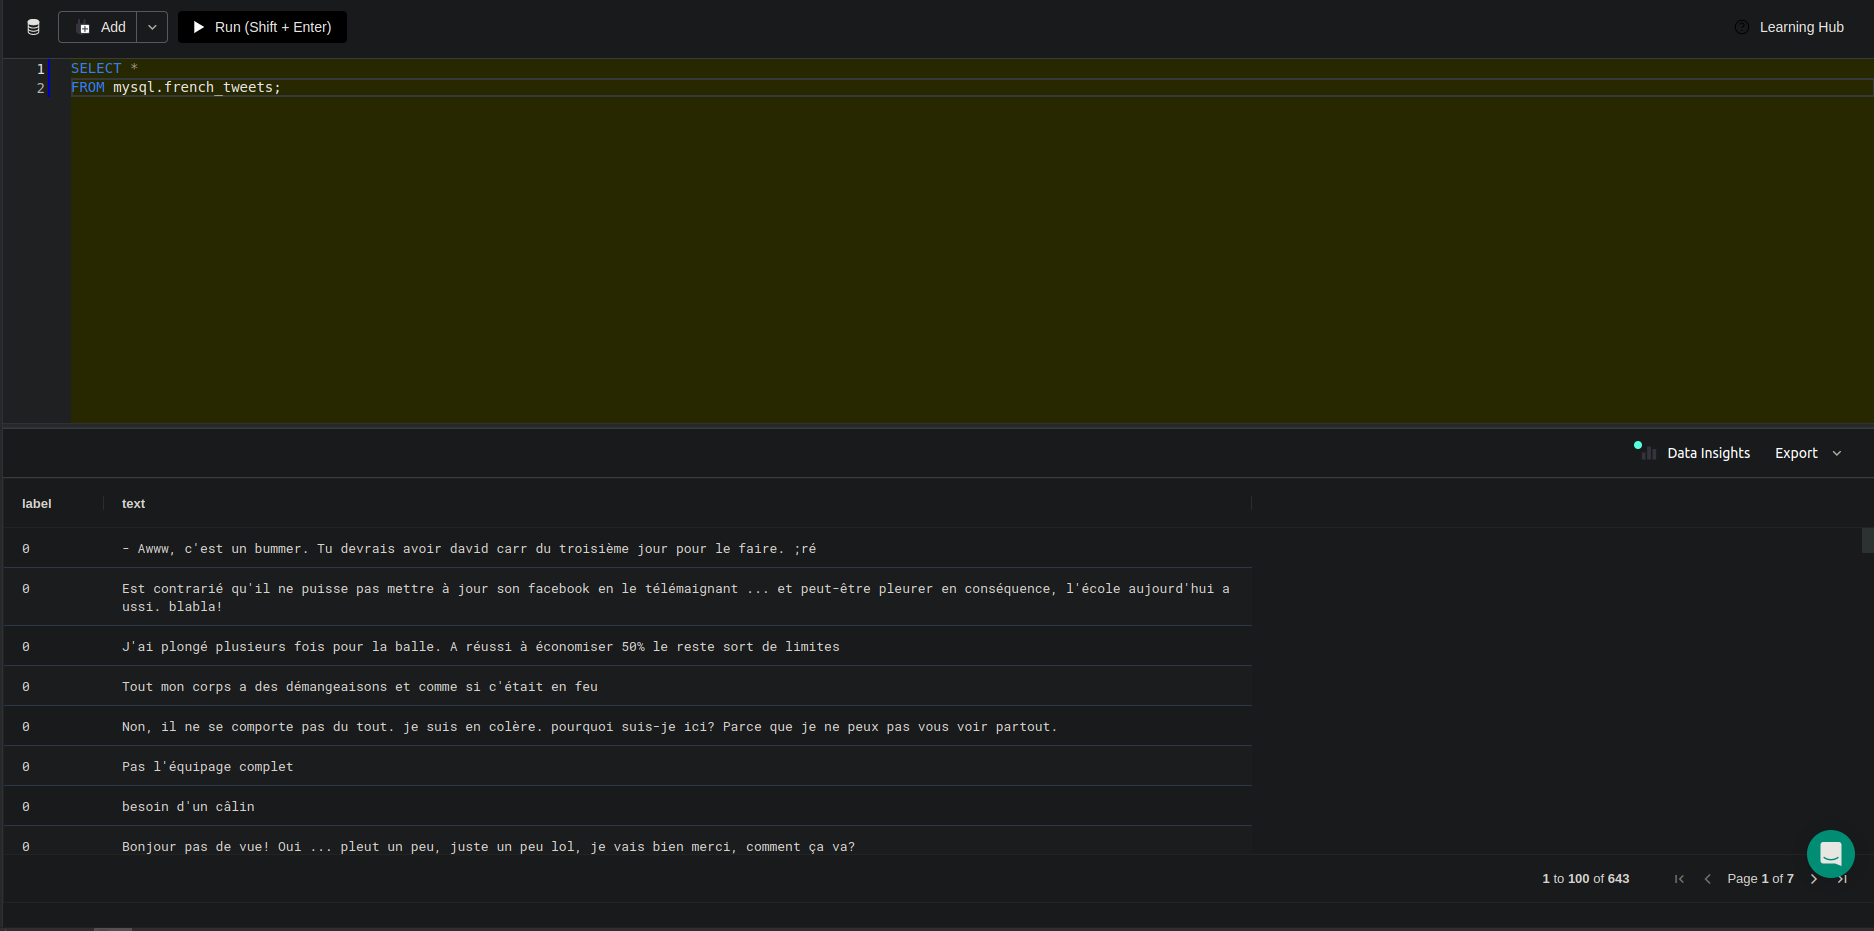 Add
Run (Shift + Enter)
Learning Hub
1 SELECT *
2 FROM mysql.french_tweets;
Data Insights
Export
label text
0 - Awww, c'est un bummer. Tu devrais avoir david carr du troisième jour pour le faire. ;ré
0 Est contrarié qu'il ne puisse pas mettre à jour son facebook en le télémaignant ... et peut-être pleurer en conséquence, l'école aujourd'hui a
ussi. blabla!
0 J'ai plongé plusieurs fois pour la balle. A réussi à économiser 50% le reste sort de limites
0 Tout mon corps a des démangeaisons et comme si c'était en feu
0 Non, il ne se comporte pas du tout. je suis en colère. pourquoi suis-je ici? Parce que je ne peux pas vous voir partout.
0 Pas l'équipage complet
0 besoin d'un câlin
0 Bonjour pas de vue! Oui ... pleut un peu, juste un peu lol, je vais bien merci, comment ça va?
1 to 100 of 643
Page 1 of 7